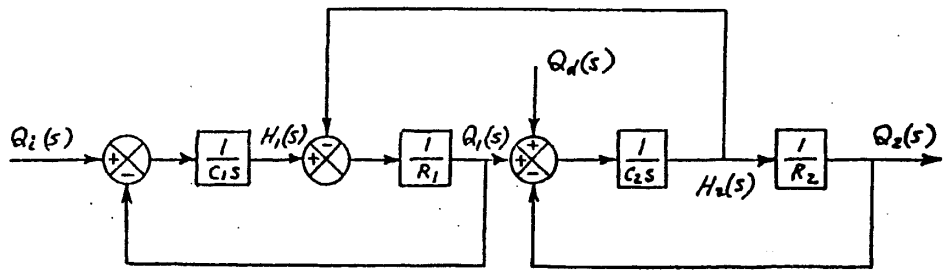 Q_d(s)
Q_i(s)
+
-
1/(C_1 s)
H_1(s)
+
-
1/R_1
Q_1(s)
+
+
-
1/(C_2 s)
H_2(s)
1/R_2
Q_2(s)